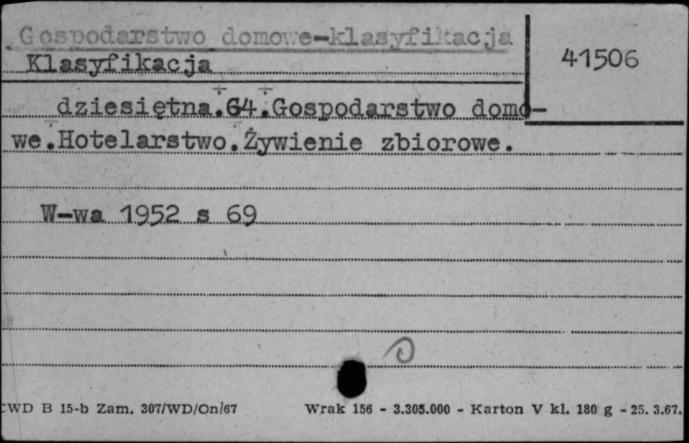 Gospodarstwo domowe-klasyfikacja
41506
Klasyfikacja
dziesiętna.64.Gospodarstwo domo-
we.Hotelarstwo.Żywienie zbiorowe.
W-wa 1952 s 69
CWD B 15-b Zam. 307/WD/On/67 Wrak 156 - 3.305.000 - Karton V kl. 180 g - 25. 3.67.